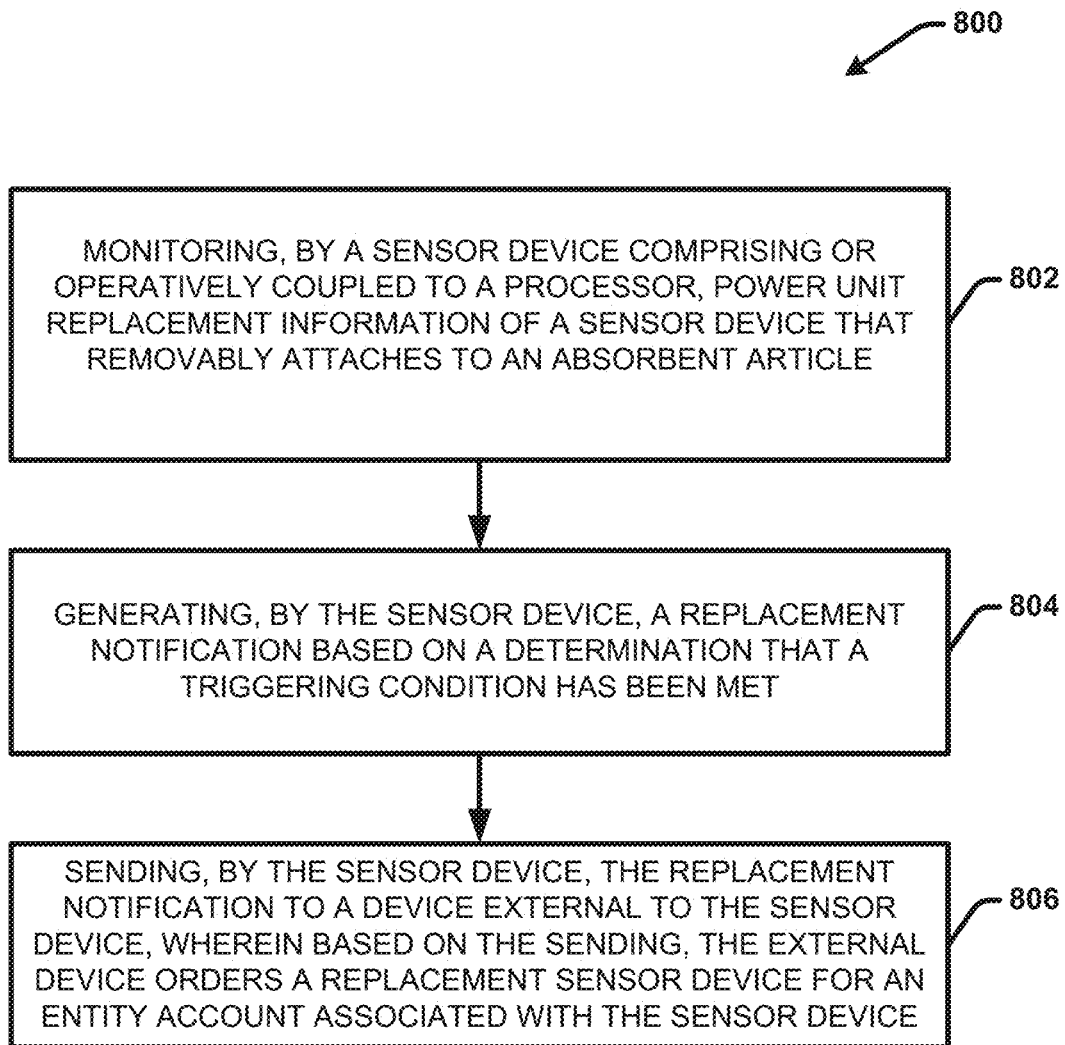 800
MONITORING, BY A SENSOR DEVICE COMPRISING OR
OPERATIVELY COUPLED TO A PROCESSOR, POWER UNIT
REPLACEMENT INFORMATION OF A SENSOR DEVICE THAT
REMOVABLY ATTACHES TO AN ABSORBENT ARTICLE
802
GENERATING, BY THE SENSOR DEVICE, A REPLACEMENT
NOTIFICATION BASED ON A DETERMINATION THAT A
TRIGGERING CONDITION HAS BEEN MET
804
SENDING, BY THE SENSOR DEVICE, THE REPLACEMENT
NOTIFICATION TO A DEVICE EXTERNAL TO THE SENSOR
DEVICE, WHEREIN BASED ON THE SENDING, THE EXTERNAL
DEVICE ORDERS A REPLACEMENT SENSOR DEVICE FOR AN
ENTITY ACCOUNT ASSOCIATED WITH THE SENSOR DEVICE
806